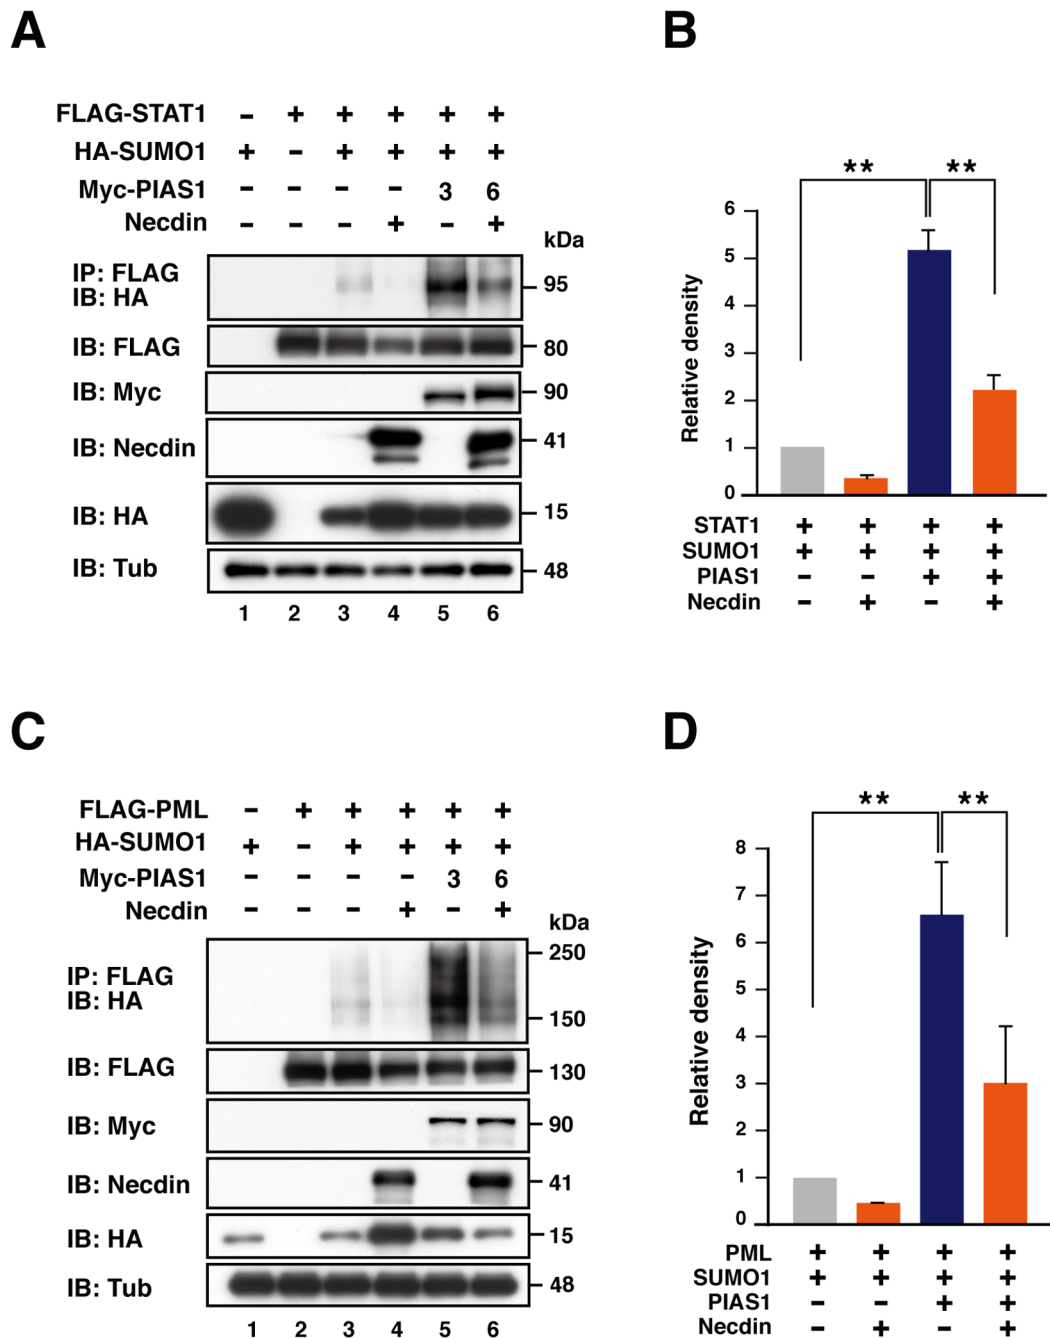 A
FLAG-STAT1 - + + + + +
HA-SUMO1 + - + + + +
Myc-PIAS1 - - - - 3 6
Necdin - - - + - +
kDa
IP: FLAG
IB: HA 95
IB: FLAG 80
IB: Myc 90
IB: Necdin 41
IB: HA 15
IB: Tub 48
1 2 3 4 5 6
B
** **
Relative density
6
5
4
3
2
1
0
STAT1 + + + +
SUMO1 + + + +
PIAS1 - - + +
Necdin - + - +
C
FLAG-PML - + + + + +
HA-SUMO1 + - + + + +
Myc-PIAS1 - - - - 3 6
Necdin - - - + - +
kDa
250
IP: FLAG
IB: HA
150
IB: FLAG 130
IB: Myc 90
IB: Necdin 41
IB: HA 15
IB: Tub 48
1 2 3 4 5 6
D
** **
Relative density
8
7
6
5
4
3
2
1
0
PML + + + +
SUMO1 + + + +
PIAS1 - - + +
Necdin - + - +